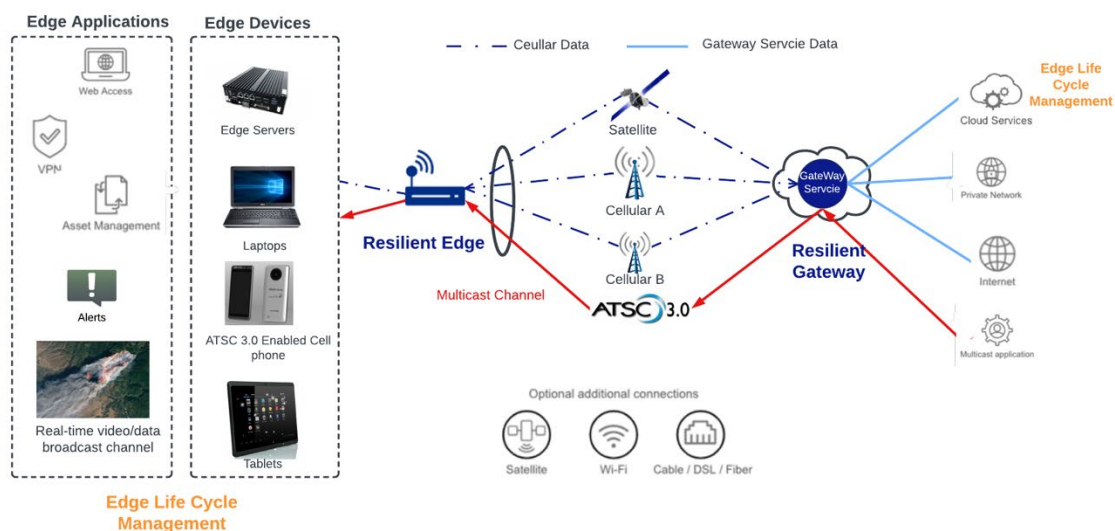 Edge Applications
Web Access
VPN
Asset Management
Alerts
Real-time video/data
broadcast channel
Edge Life Cycle
Management
Edge Devices
Edge Servers
Laptops
ATSC 3.0 Enabled Cell
phone
Tablets
Ceullar Data
Gateway Servcie Data
Resilient Edge
Multicast Channel
Satellite
Cellular A
Cellular B
ATSC 3.0
GateWay
Servcie
Resilient
Gateway
Edge Life
Cycle
Management
Cloud Services
Private Network
Internet
Multicast application
Optional additional connections
Satellite
Wi-Fi
Cable / DSL / Fiber